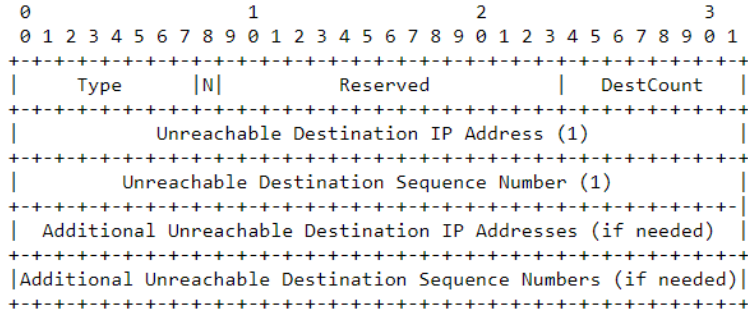 0                   1                   2                   3
 0 1 2 3 4 5 6 7 8 9 0 1 2 3 4 5 6 7 8 9 0 1 2 3 4 5 6 7 8 9 0 1
+-+-+-+-+-+-+-+-+-+-+-+-+-+-+-+-+-+-+-+-+-+-+-+-+-+-+-+-+-+-+-+-+
|     Type      |N|          Reserved           |   DestCount   |
+-+-+-+-+-+-+-+-+-+-+-+-+-+-+-+-+-+-+-+-+-+-+-+-+-+-+-+-+-+-+-+-+
|            Unreachable Destination IP Address (1)             |
+-+-+-+-+-+-+-+-+-+-+-+-+-+-+-+-+-+-+-+-+-+-+-+-+-+-+-+-+-+-+-+-+
|         Unreachable Destination Sequence Number (1)           |
+-+-+-+-+-+-+-+-+-+-+-+-+-+-+-+-+-+-+-+-+-+-+-+-+-+-+-+-+-+-+-+-|
|  Additional Unreachable Destination IP Addresses (if needed)  |
+-+-+-+-+-+-+-+-+-+-+-+-+-+-+-+-+-+-+-+-+-+-+-+-+-+-+-+-+-+-+-+-+
|Additional Unreachable Destination Sequence Numbers (if needed)|
+-+-+-+-+-+-+-+-+-+-+-+-+-+-+-+-+-+-+-+-+-+-+-+-+-+-+-+-+-+-+-+-+